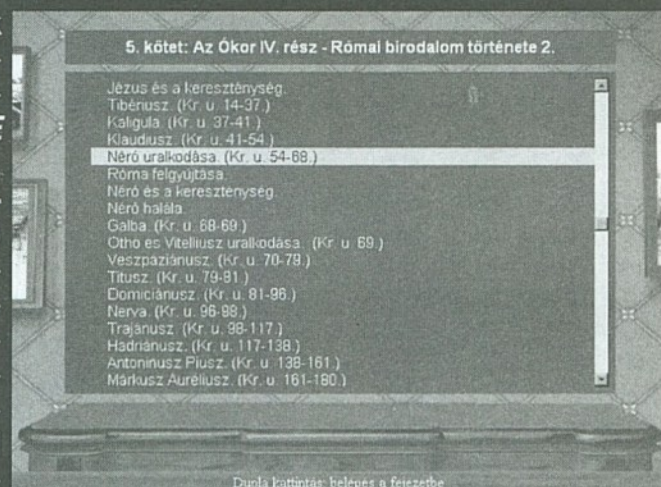 5. kötet: Az Ókor IV. rész - Római birodalom története 2.
Jézus és a kereszténység.
Tibériusz. (Kr. u. 14-37.)
Kaligula. (Kr. u. 37-41.)
Klaudiusz. (Kr. u. 41-54.)
Néró uralkodása. (Kr. u. 54-68.)
Róma felgyújtása.
Néró és a kereszténység.
Néró halála.
Galba. (Kr. u. 68-69.)
Otho és Vitelliusz uralkodása. (Kr. u. 69.)
Veszpáziánusz. (Kr. u. 70-79.)
Titusz. (Kr. u. 79-81.)
Domiciánusz. (Kr. u. 81-96.)
Nerva. (Kr. u. 96-98.)
Trajánusz. (Kr. u. 98-117.)
Hadriánusz. (Kr. u. 117-138.)
Antoninusz Piusz. (Kr. u. 138-161.)
Márkusz Auréliusz. (Kr. u. 161-180.)
Dupla kattintás: belépés a fejezetbe